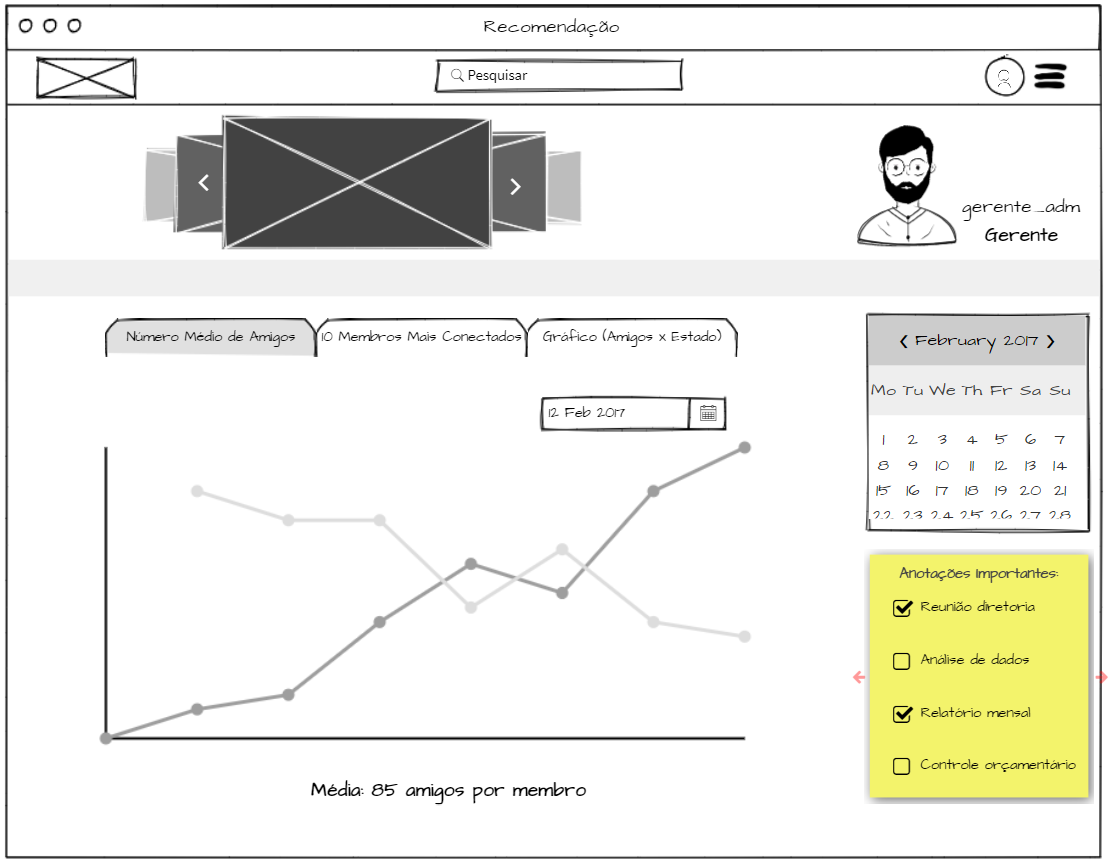 Recomendação
Pesquisar
gerente_adm
Gerente
Número Médio de Amigos
10 Membros Mais Conectados
Gráfico (Amigos x Estado)
12 Feb 2017
February 2017
Mo Tu We Th Fr Sa Su
1 2 3 4 5 6 7
8 9 10 11 12 13 14
15 16 17 18 19 20 21
22 23 24 25 26 27 28
Anotações Importantes:
Reunião diretoria
Análise de dados
Relatório mensal
Controle orçamentário
Média: 85 amigos por membro